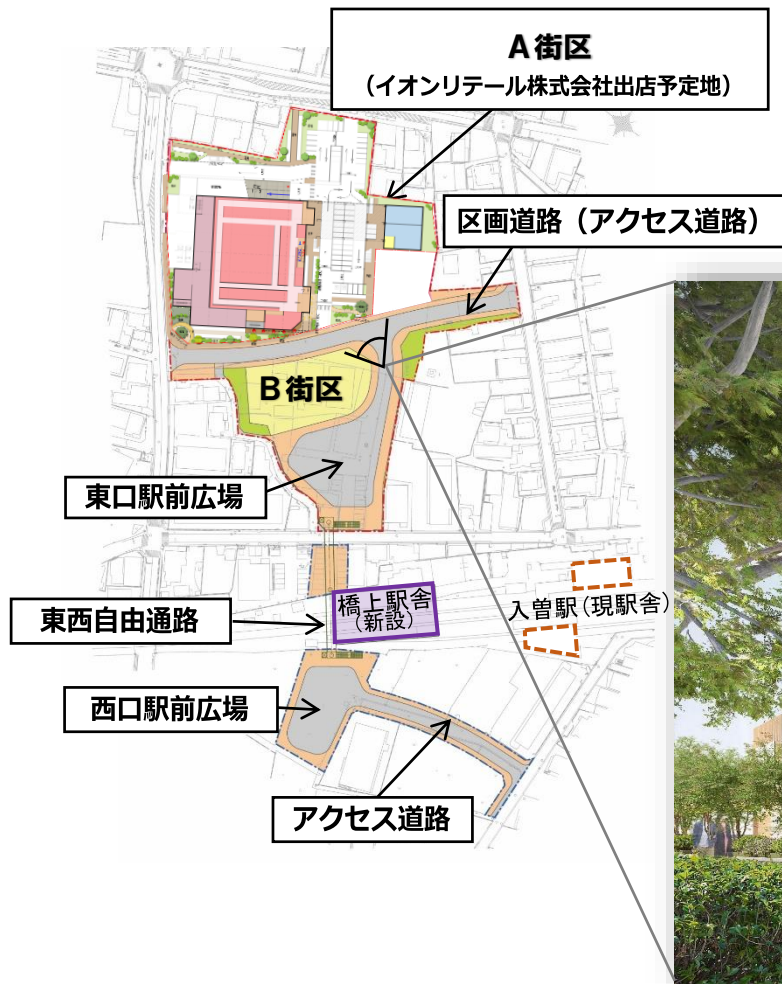 A街区
（イオンリテール株式会社出店予定地）
区画道路（アクセス道路）
B街区
東口駅前広場
東西自由通路
橋上駅舎
（新設）
入曽駅（現駅舎）
西口駅前広場
アクセス道路